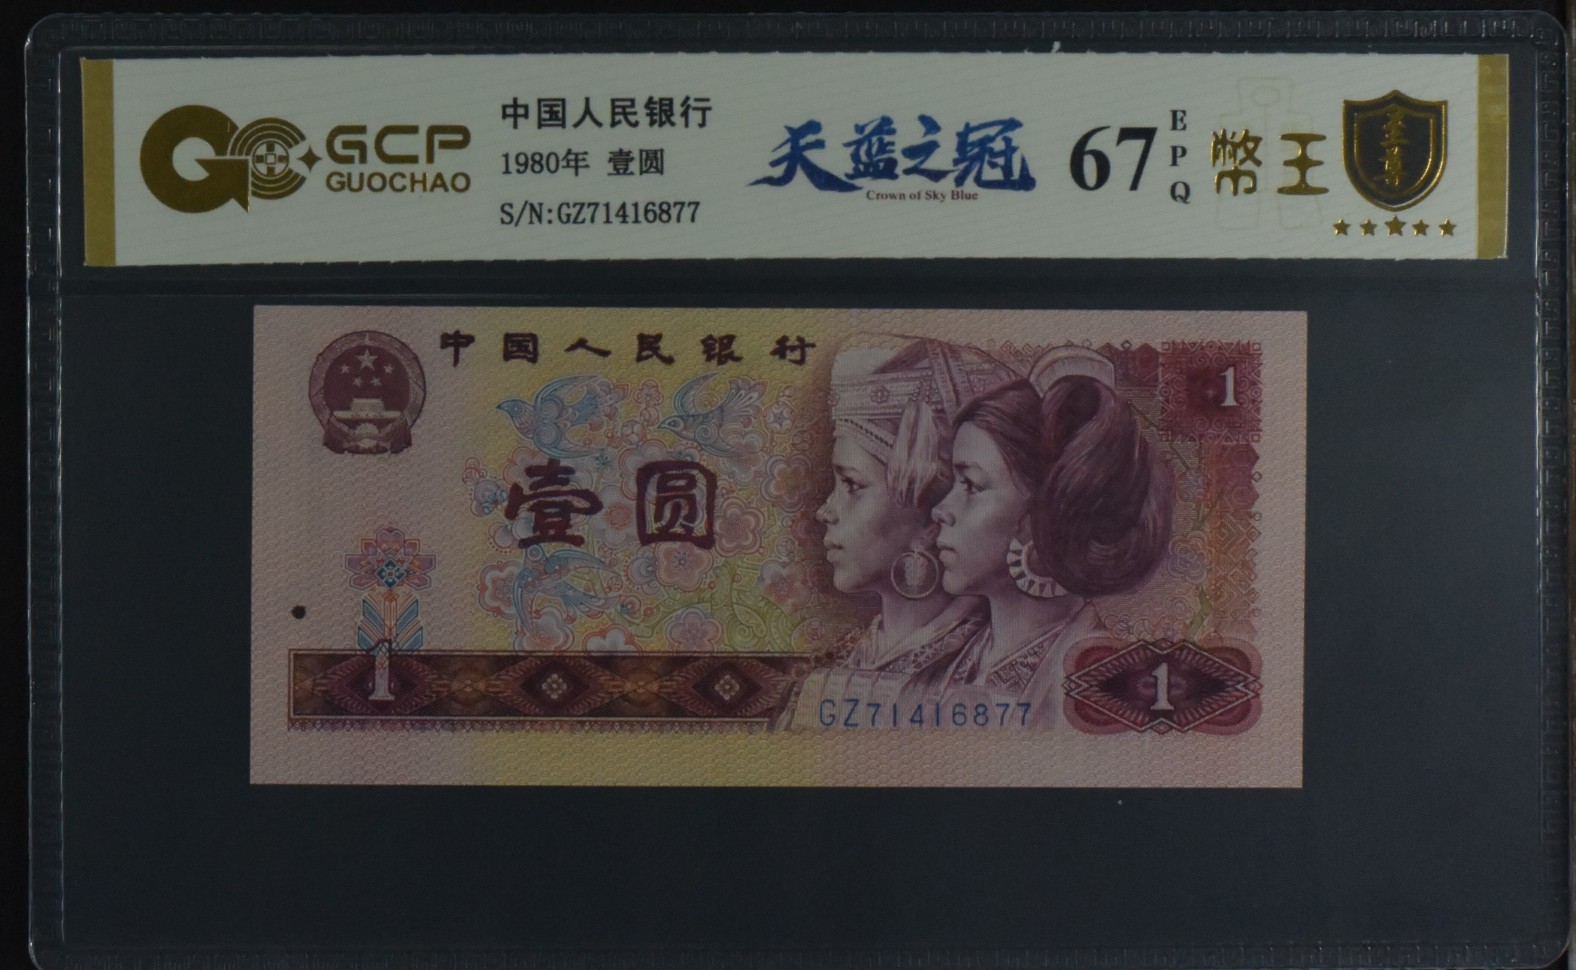 GCP
GUOCHAO
中国人民银行
1980年 壹圆
S/N:GZ71416877
天蓝之冠
Crown of Sky Blue
67
EPQ
幣王
至尊
中国人民银行
1
壹圆
1
GZ71416877
1